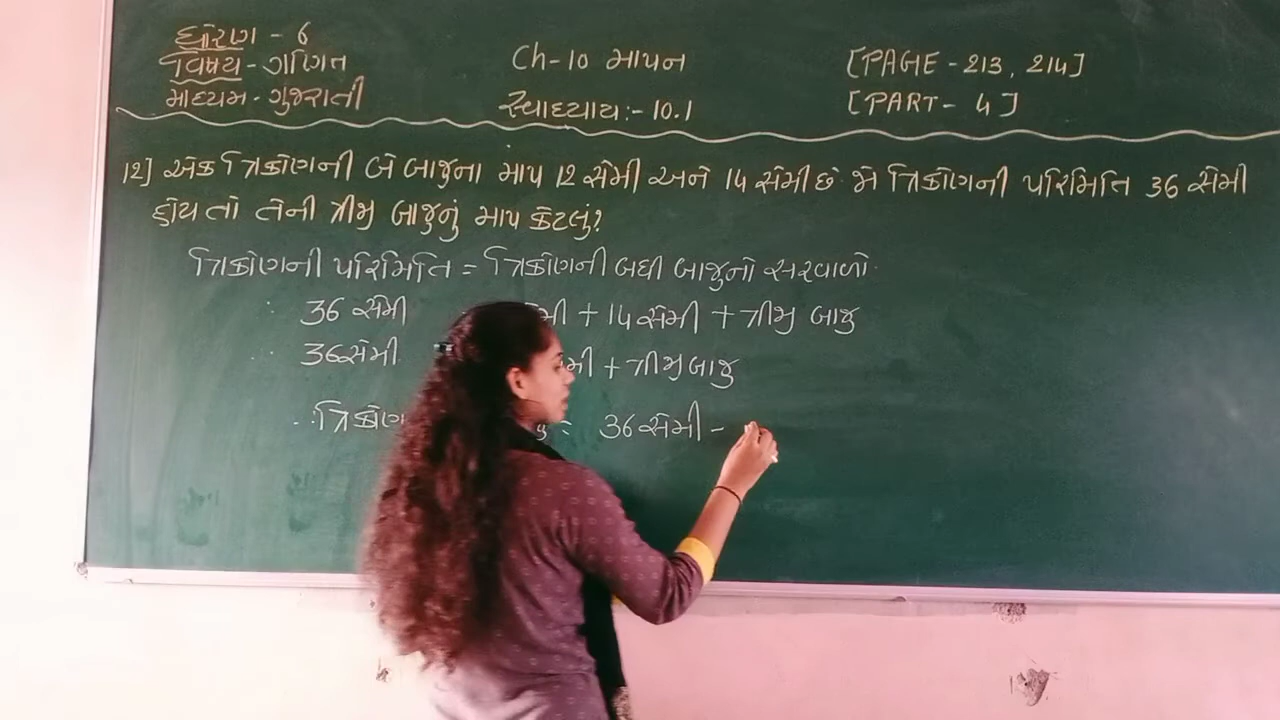 ધોરણ - 6
વિષય - ગણિત
માધ્યમ - ગુજરાતી
Ch-10 માપન
સ્વાધ્યાય :- 10.1
[PAGE - 213, 214]
[PART - 4]
12] એક ત્રિકોણની બે બાજુના માપ 12 સેમી અને 14 સેમી છે. જો ત્રિકોણની પરિમિતિ 36 સેમી
હોય તો તેની ત્રીજી બાજુનું માપ કેટલું?
ત્રિકોણની પરિમિતિ = ત્રિકોણની બધી બાજુનો સરવાળો
∴ 36 સેમી + 14 સેમી + ત્રીજી બાજુ
∴ 36 સેમી + ત્રીજી બાજુ
∴ = 36 સેમી -